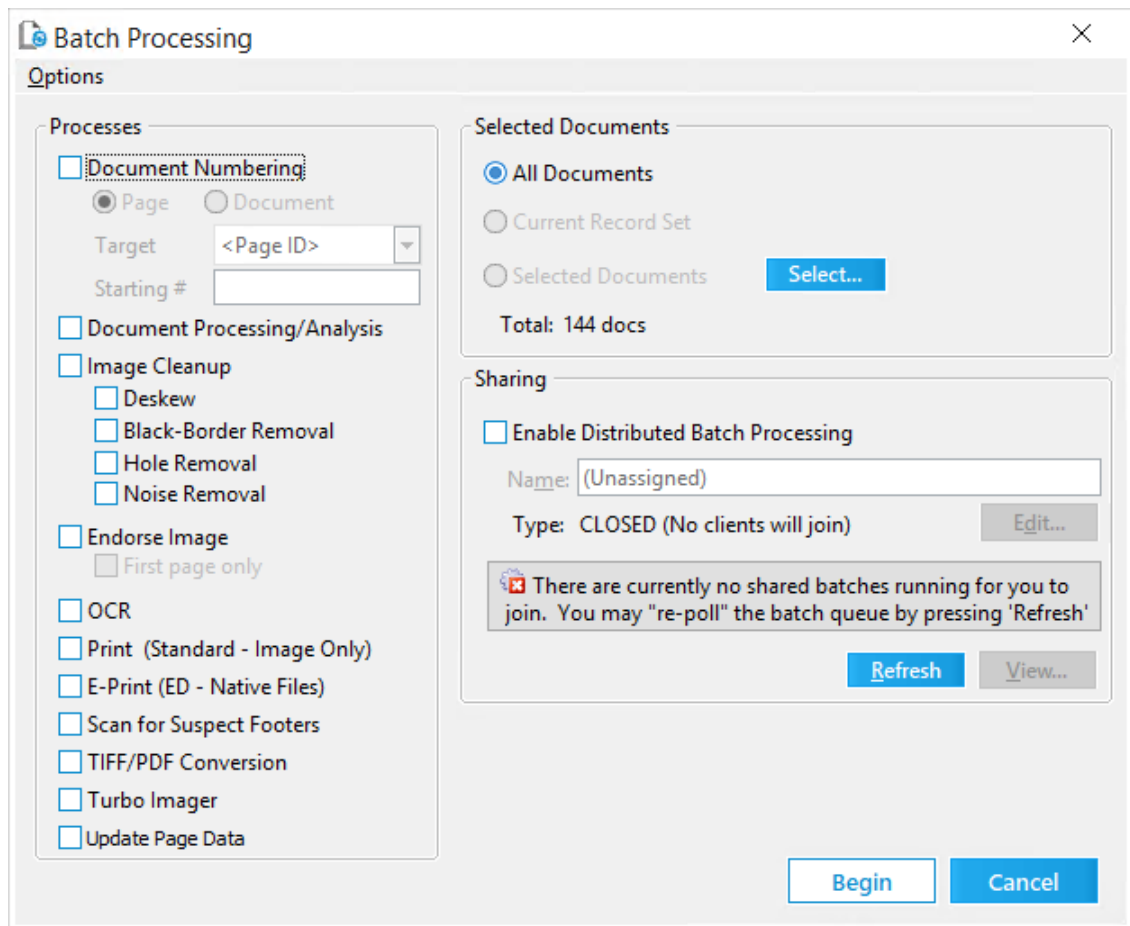 Batch Processing
Options
Processes
Document Numbering
Page Document
Target <Page ID>
Starting #
Document Processing/Analysis
Image Cleanup
Deskew
Black-Border Removal
Hole Removal
Noise Removal
Endorse Image
First page only
OCR
Print (Standard - Image Only)
E-Print (ED - Native Files)
Scan for Suspect Footers
TIFF/PDF Conversion
Turbo Imager
Update Page Data
Selected Documents
All Documents
Current Record Set
Selected Documents Select...
Total: 144 docs
Sharing
Enable Distributed Batch Processing
Name: (Unassigned)
Type: CLOSED (No clients will join) Edit...
There are currently no shared batches running for you to
join. You may "re-poll" the batch queue by pressing 'Refresh'
Refresh View...
Begin Cancel